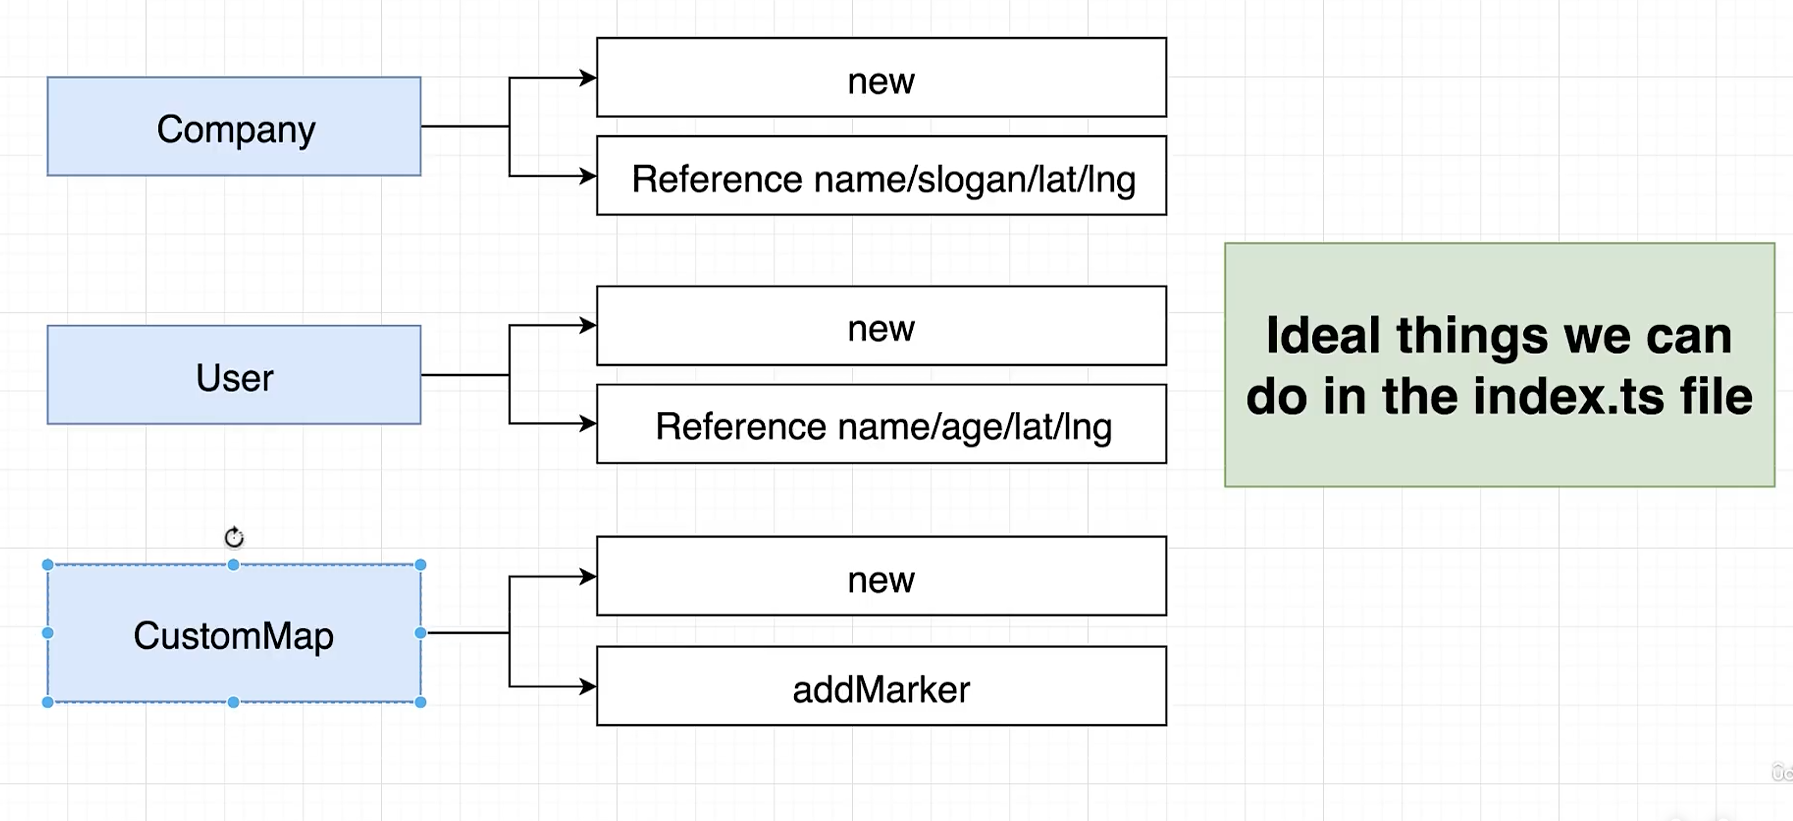 Company
new
Reference name/slogan/lat/lng
User
new
Reference name/age/lat/lng
Ideal things we can
do in the index.ts file
CustomMap
new
addMarker